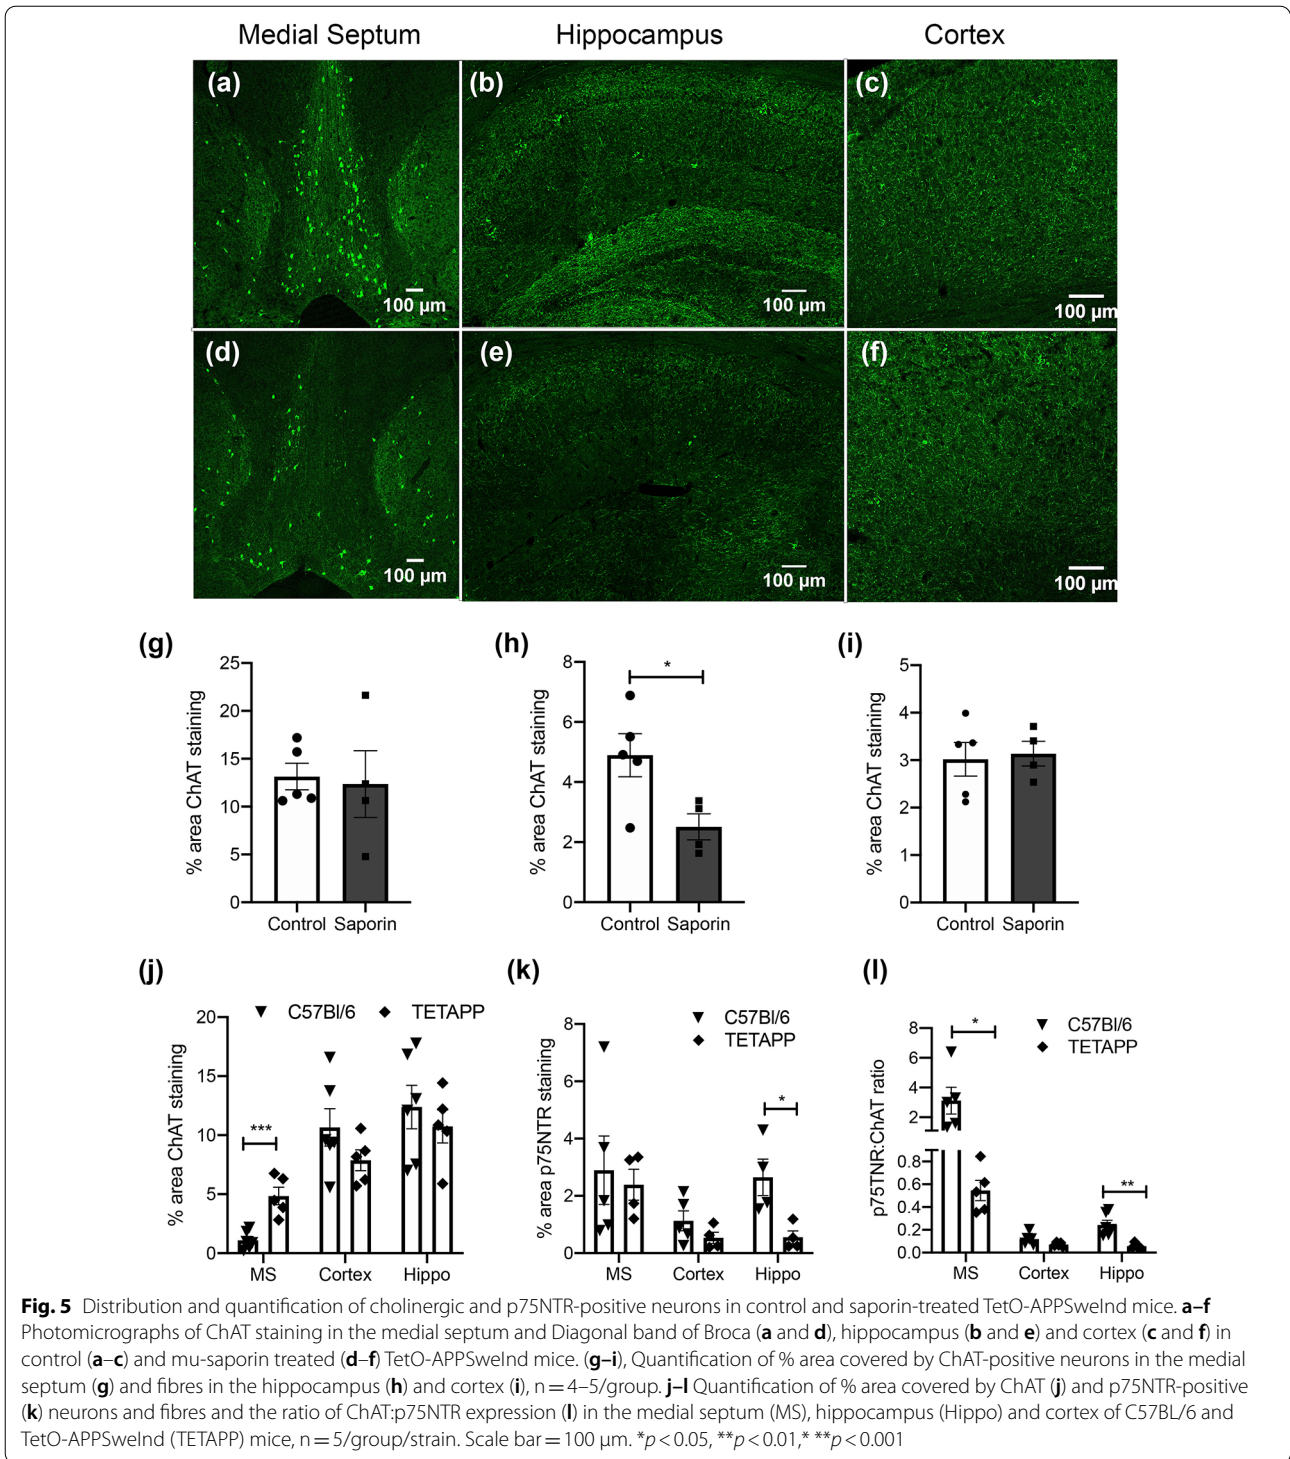 Medial Septum Hippocampus Cortex
(a) (b) (c)
100 µm 100 µm 100 µm
(d) (e) (f)
100 µm 100 µm 100 µm
(g) (h) (i)
% area ChAT staining
25
20
15
10
5
0
Control Saporin
% area ChAT staining
8
6
4
2
0
*
Control Saporin
% area ChAT staining
5
4
3
2
1
0
Control Saporin
(j) (k) (l)
C57Bl/6 TETAPP
% area ChAT staining
20
15
10
5
0
***
MS Cortex Hippo
C57Bl/6
TETAPP
% area p75NTR staining
8
6
4
2
0
*
MS Cortex Hippo
C57Bl/6
TETAPP
p75TNR:ChAT ratio
8
6
4
2
0.8
0.6
0.4
0.2
0.0
*
**
MS Cortex Hippo
Fig. 5 Distribution and quantification of cholinergic and p75NTR-positive neurons in control and saporin-treated TetO-APPSweInd mice. a–f
Photomicrographs of ChAT staining in the medial septum and Diagonal band of Broca (a and d), hippocampus (b and e) and cortex (c and f) in
control (a–c) and mu-saporin treated (d–f) TetO-APPSweInd mice. (g–i), Quantification of % area covered by ChAT-positive neurons in the medial
septum (g) and fibres in the hippocampus (h) and cortex (i), n = 4–5/group. j–l Quantification of % area covered by ChAT (j) and p75NTR-positive
(k) neurons and fibres and the ratio of ChAT:p75NTR expression (l) in the medial septum (MS), hippocampus (Hippo) and cortex of C57BL/6 and
TetO-APPSweInd (TETAPP) mice, n = 5/group/strain. Scale bar = 100 µm. *p < 0.05, **p < 0.01,* **p < 0.001